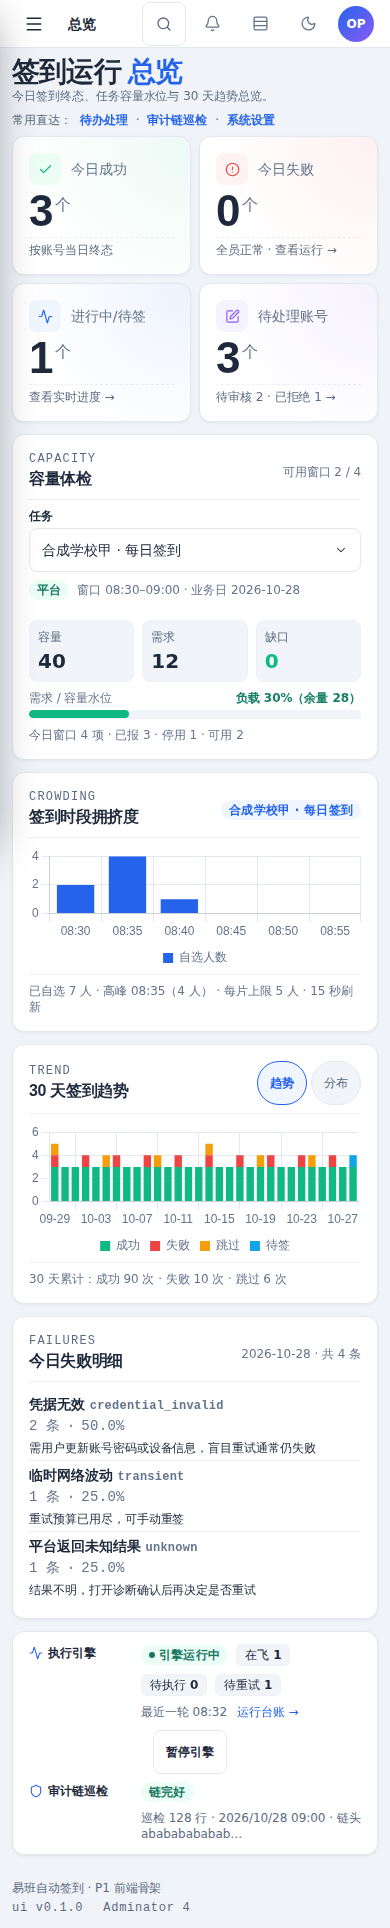 总览
OP
签到运行 总览
今日签到终态、任务容量水位与 30 天趋势总览。
常用直达： 待办处理 · 审计链巡检 · 系统设置
今日成功
3个
按账号当日终态
今日失败
0个
全员正常 · 查看运行 →
进行中/待签
1个
查看实时进度 →
待处理账号
3个
待审核 2 · 已拒绝 1 →
CAPACITY
容量体检
可用窗口 2 / 4
任务
合成学校甲 · 每日签到
平台 窗口 08:30–09:00 · 业务日 2026-10-28
容量
40
需求
12
缺口
0
需求 / 容量水位
负载 30%（余量 28）
今日窗口 4 项 · 已报 3 · 停用 1 · 可用 2
CROWDING
签到时段拥挤度
合成学校甲 · 每日签到
4
2
0
08:30 08:35 08:40 08:45 08:50 08:55
自选人数
已自选 7 人 · 高峰 08:35（4 人） · 每片上限 5 人 · 15 秒刷
新
TREND
30 天签到趋势
趋势
分布
6
4
2
0
09-29 10-03 10-07 10-11 10-15 10-19 10-23 10-27
成功 失败 跳过 待签
30 天累计：成功 90 次 · 失败 10 次 · 跳过 6 次
FAILURES
今日失败明细
2026-10-28 · 共 4 条
凭据无效 credential_invalid
2 条 · 50.0%
需用户更新账号密码或设备信息，盲目重试通常仍失败
临时网络波动 transient
1 条 · 25.0%
重试预算已用尽，可手动重签
平台返回未知结果 unknown
1 条 · 25.0%
结果不明，打开诊断确认后再决定是否重试
执行引擎
引擎运行中 在飞 1
待执行 0 待重试 1
最近一轮 08:32 运行台账 →
暂停引擎
审计链巡检
链完好
巡检 128 行 · 2026/10/28 09:00 · 链头
abababababab…
易班自动签到 · P1 前端骨架
ui v0.1.0 Adminator 4